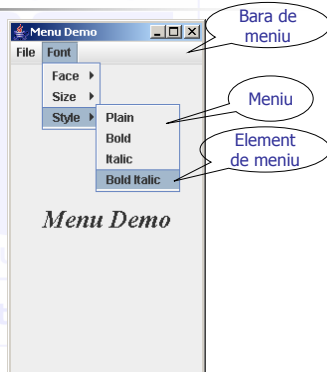 Menu Demo
File Font
Face
Size
Style
Plain
Bold
Italic
Bold Italic
Menu Demo
Bara de
meniu
Meniu
Element
de meniu